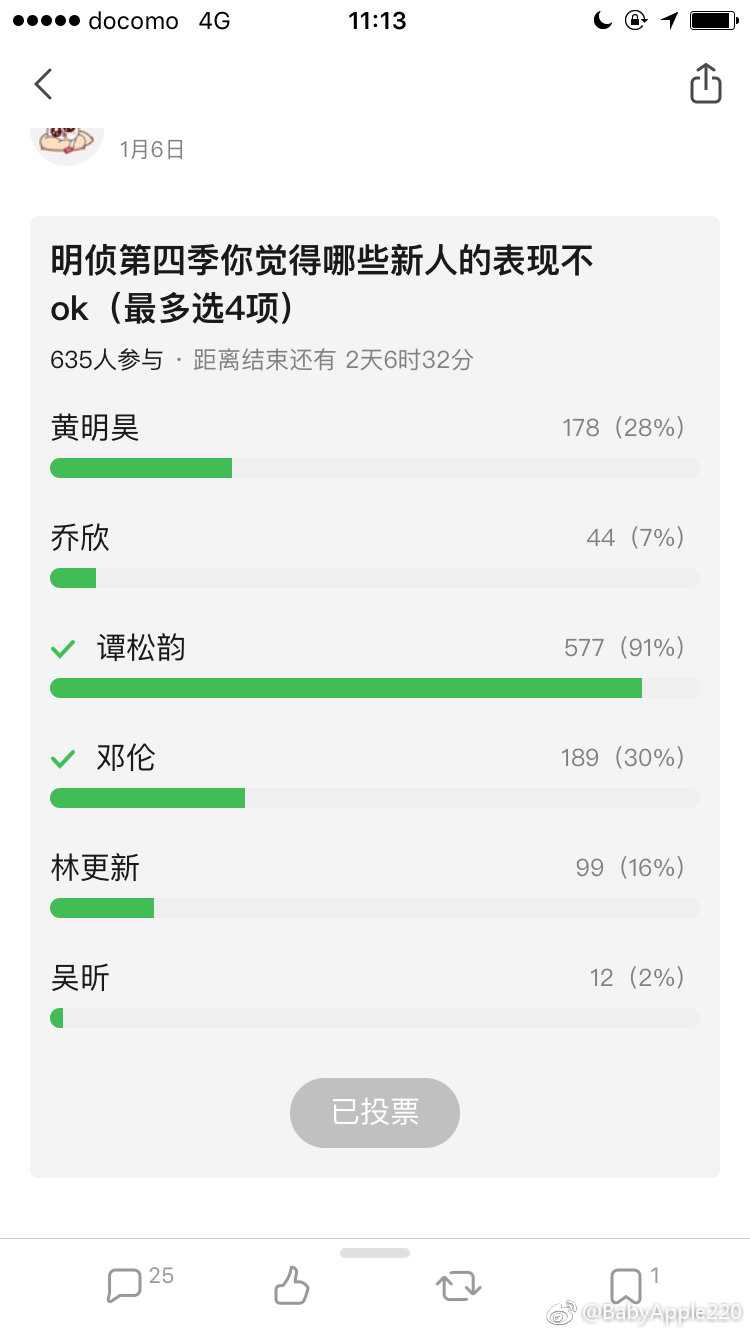 docomo 4G 11:13
1月6日
明侦第四季你觉得哪些新人的表现不
ok（最多选4项）
635人参与 · 距离结束还有 2天6时32分
黄明昊 178（28%）
乔欣 44（7%）
谭松韵 577（91%）
邓伦 189（30%）
林更新 99（16%）
吴昕 12（2%）
已投票
25 1
@BabyApple220